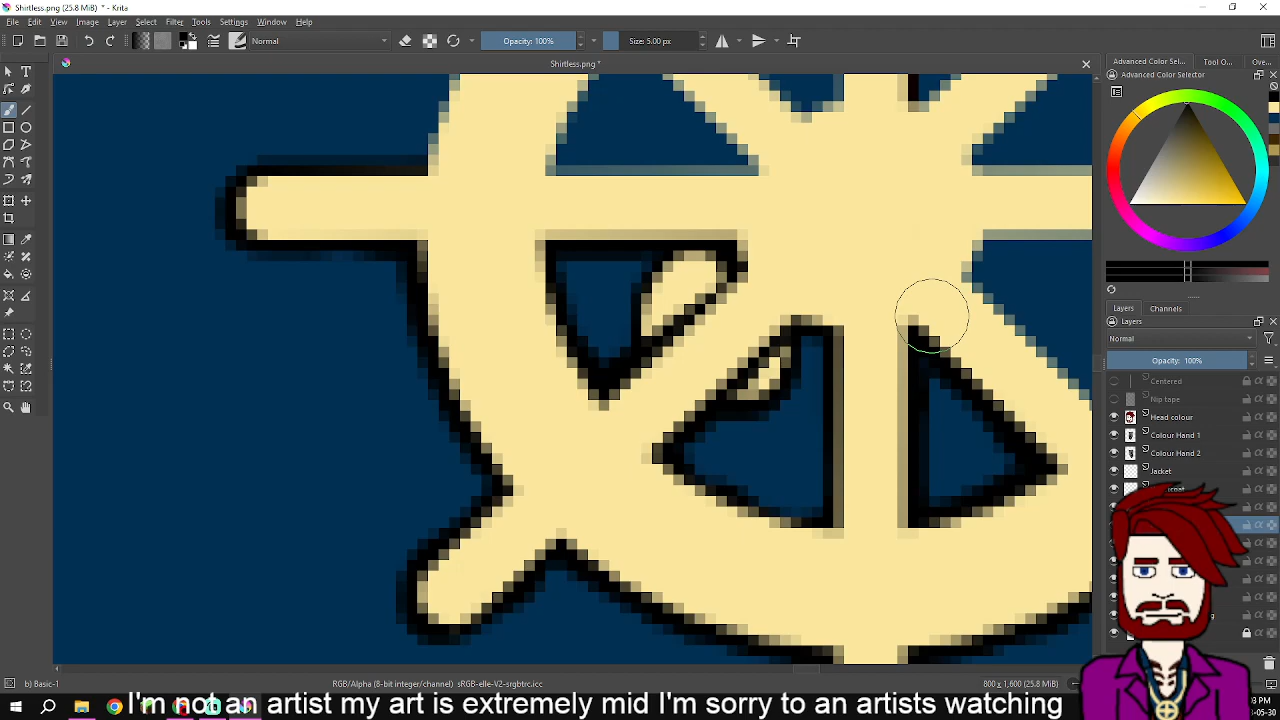 Shirtless.png (25.8 MiB) * - Krita
File Edit View Image Layer Select Filter Tools Settings Window Help
Normal
Opacity: 100%
Size: 5.00 px
Shirtless.png *
Advanced Color Sel...
Tool O...
Ove...
Advanced Color Selector
Layers
Channels
Layers
Normal
Opacity: 100%
Centered
Nip tape
Head colour
Colour Hand 1
Colour Hand 2
Jacket
b) Basic-1
RGB/Alpha (8-bit integer/channel) sRGB-elle-V2-srgbtrc.icc
800 x 1,600 (25.8 MiB)
I'm not an artist my art is extremely mid I'm sorry to an artists watching